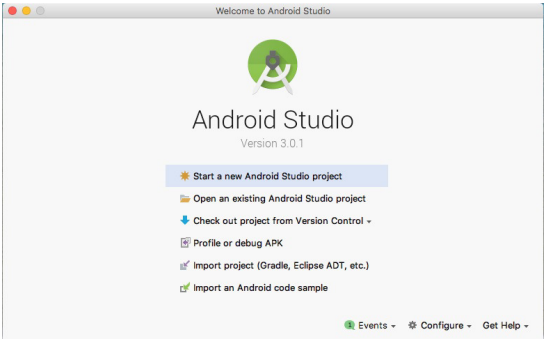 Welcome to Android Studio
Android Studio
Version 3.0.1
Start a new Android Studio project
Open an existing Android Studio project
Check out project from Version Control
Profile or debug APK
Import project (Gradle, Eclipse ADT, etc.)
Import an Android code sample
1 Events Configure Get Help